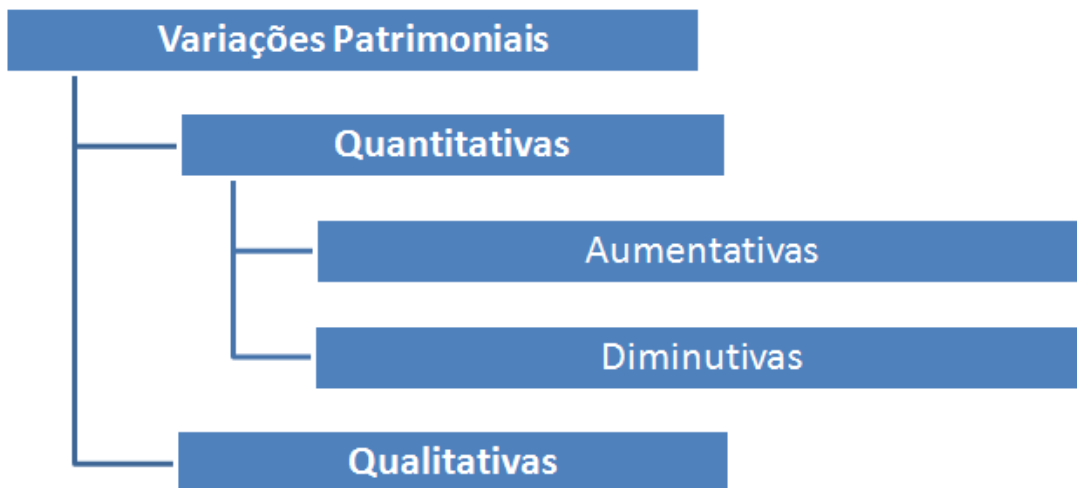 Variações Patrimoniais
Quantitativas
Aumentativas
Diminutivas
Qualitativas